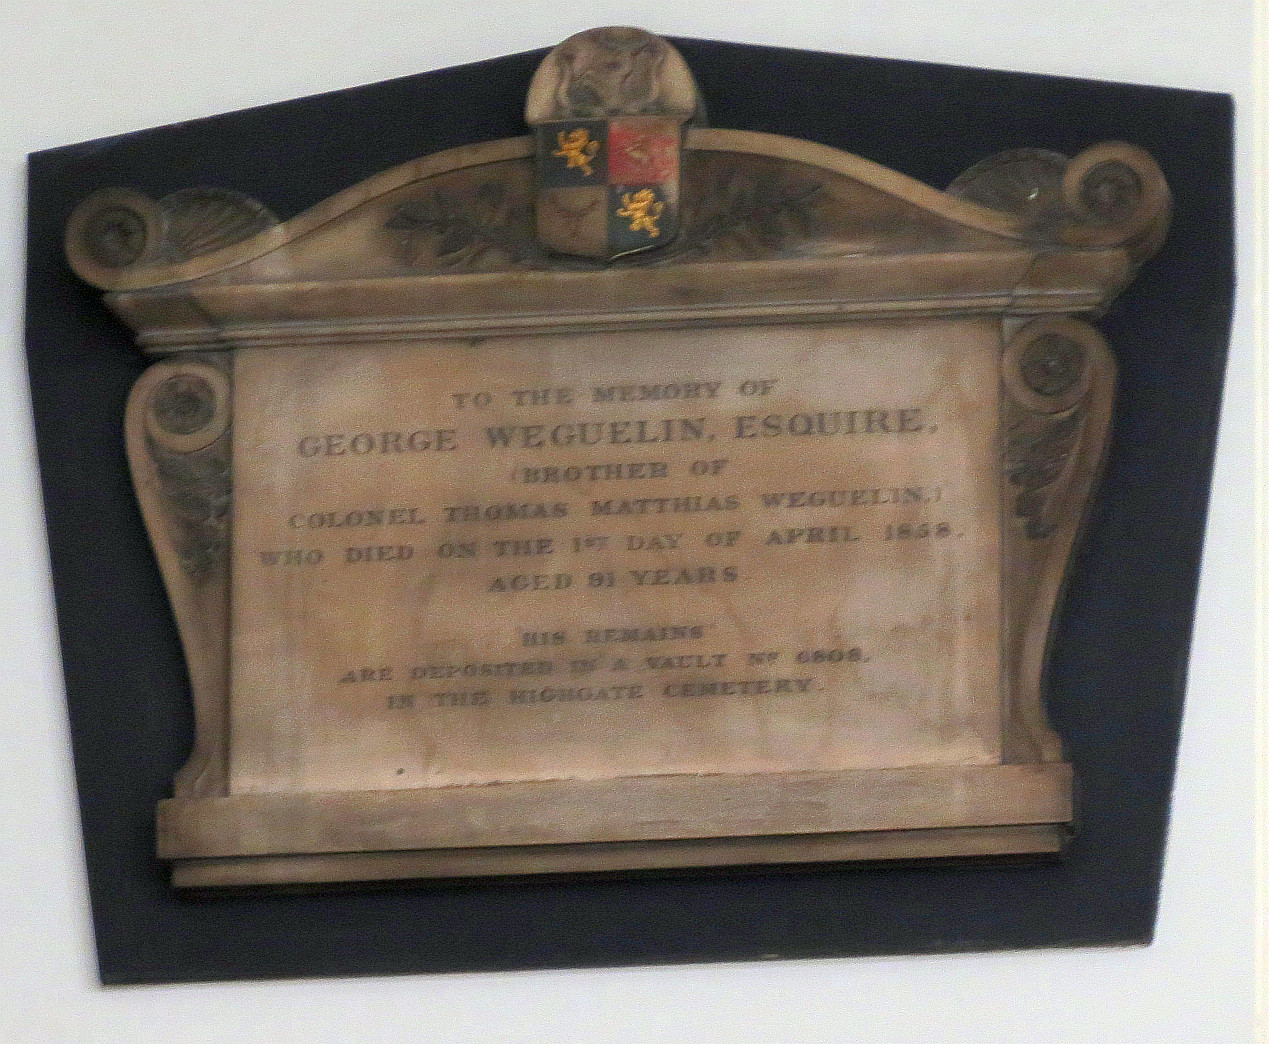 TO THE MEMORY OF
GEORGE WEGUELIN, ESQUIRE,
(BROTHER OF
COLONEL THOMAS MATTHIAS WEGUELIN,)
WHO DIED ON THE 1ST DAY OF APRIL 1858.
AGED 91 YEARS.
HIS REMAINS
ARE DEPOSITED IN A VAULT No 6808.
IN THE HIGHGATE CEMETERY.